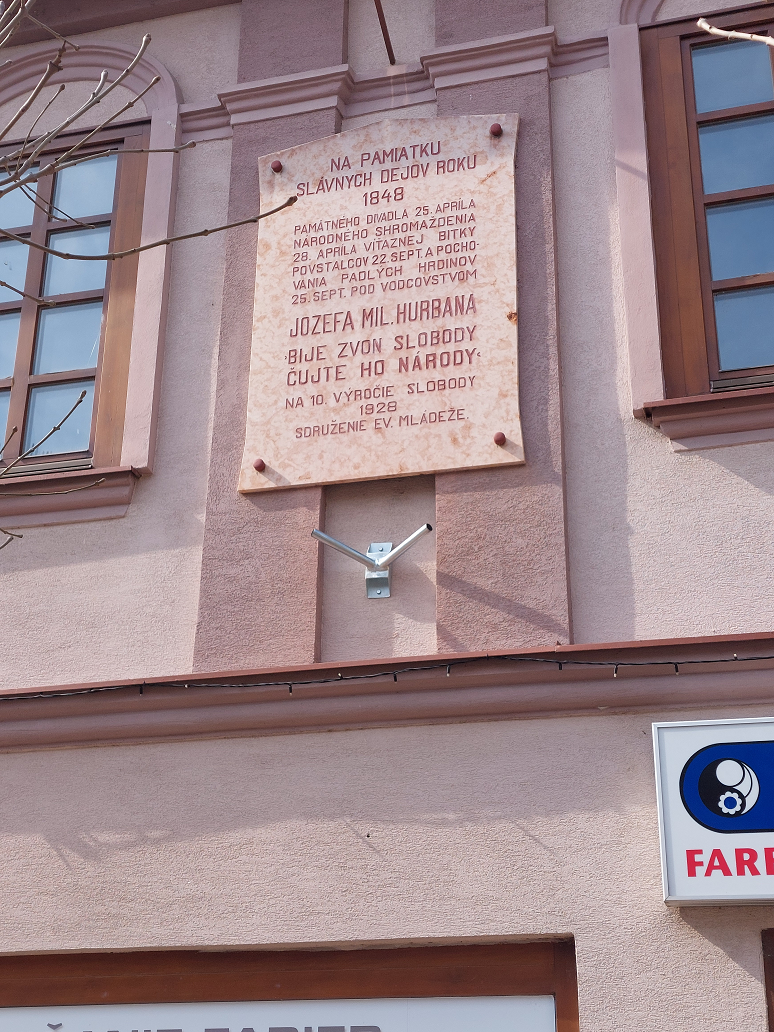 NA PAMIATKU
SLÁVNYCH DEJOV ROKU
1848
PAMÄTNÉHO DIVADLA 25. APRÍLA
NÁRODNÉHO SHROMAŽDENIA
28. APRÍLA VÍŤAZNEJ BITKY
POVSTALCOV 22. SEPT. A POCHO-
VÁNIA PADLÝCH HRDINOV
25. SEPT. POD VODCOVSTVOM
JOZEFA MIL. HURBANA
„BIJE ZVON SLOBODY
ČUJTE HO NÁRODY“
NA 10. VÝROČIE SLOBODY
1928
SDRUŽENIE EV. MLÁDEŽE.
FARB